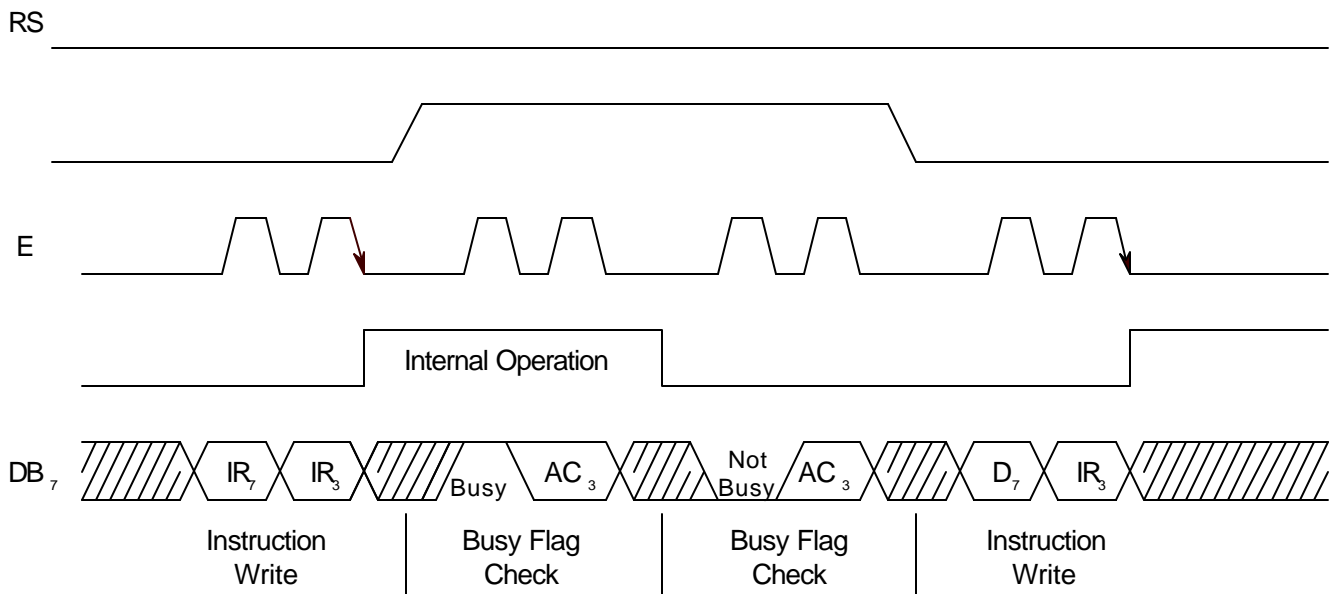 RS
E
Internal Operation
DB7 IR7 IR3 Busy AC3 Not Busy AC3 D7 IR3
Instruction Write
Busy Flag Check
Busy Flag Check
Instruction Write